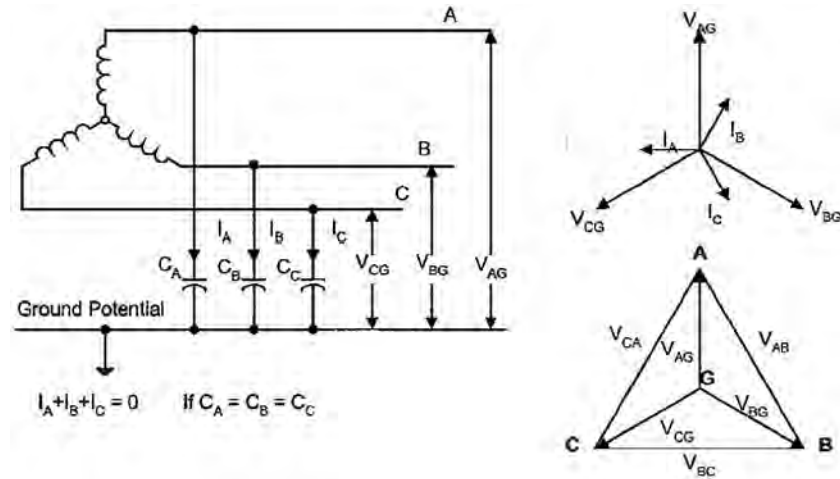 A
B
C
I_A I_B I_C
C_A C_B C_C
V_CG V_BG V_AG
Ground Potential
I_A+I_B+I_C = 0 If C_A = C_B = C_C
V_AG
I_A I_B
I_C
V_CG V_BG
A
V_CA V_AG V_AB
G
V_BG
V_CG
C B
V_BC